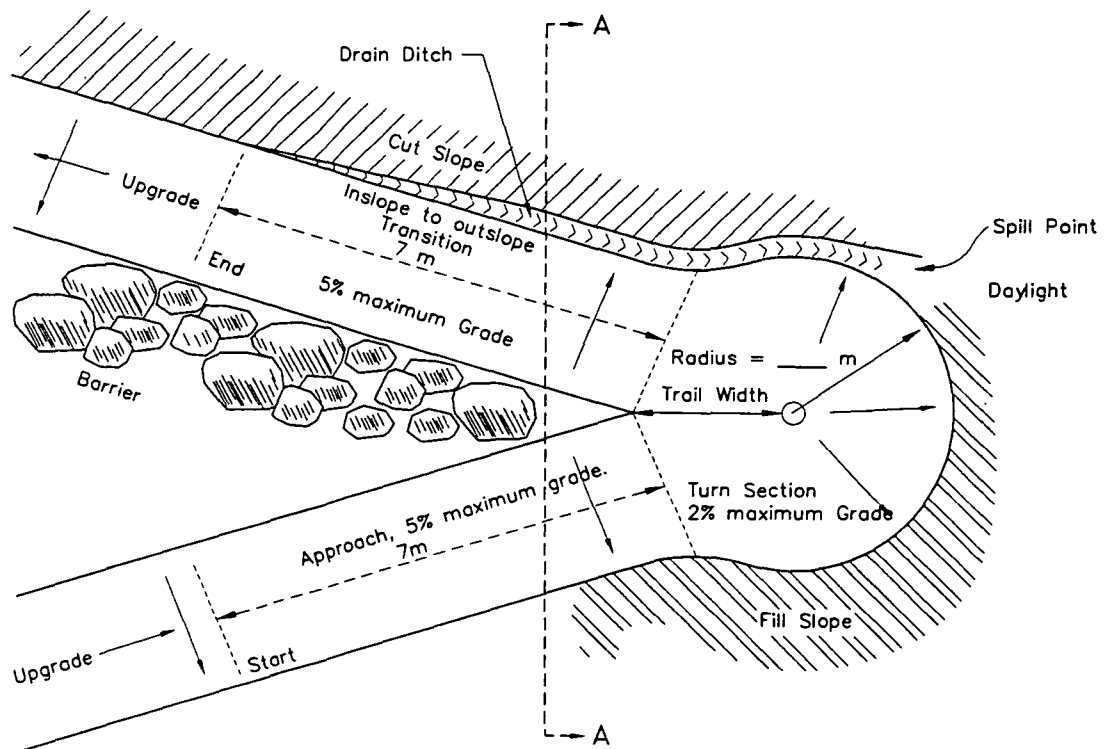 A
Drain Ditch
Cut Slope
Upgrade
Inslope to outslope
Transition
7 m
Spill Point
End
5% maximum Grade
Daylight
Radius = ___ m
Barrier
Trail Width
Approach, 5% maximum grade.
7m
Turn Section
2% maximum Grade
Fill Slope
Upgrade
Start
A